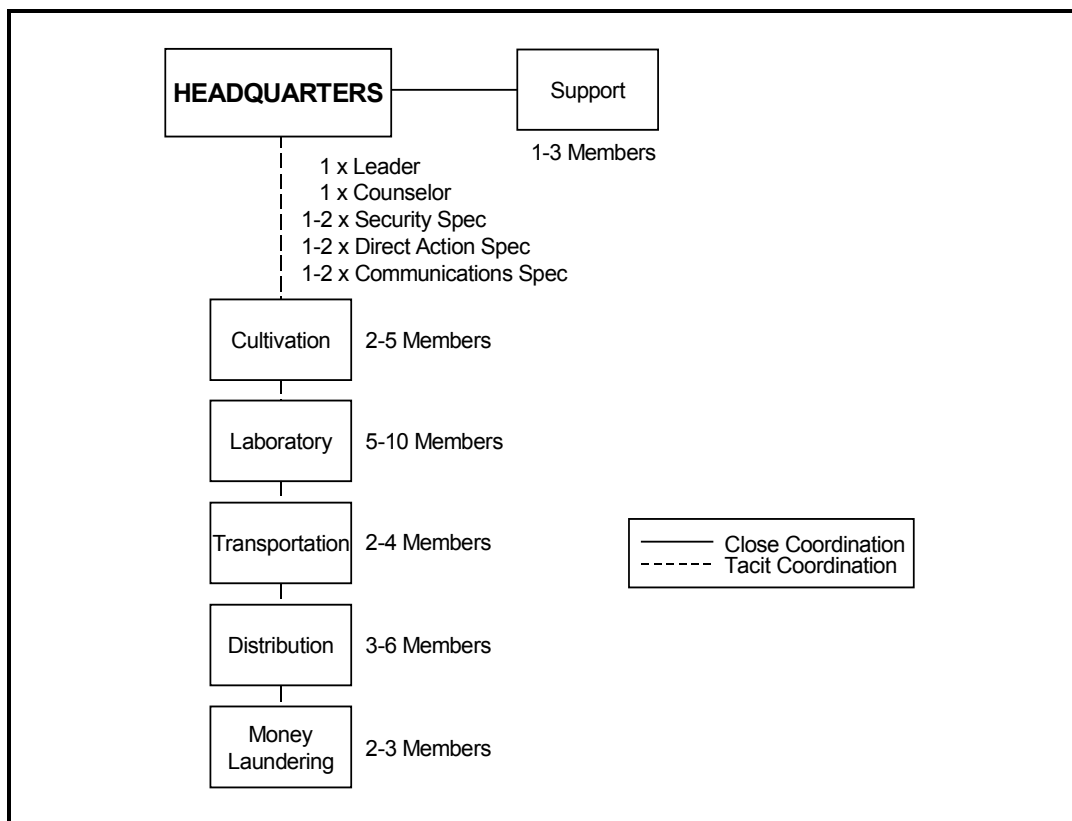 HEADQUARTERS
Support
1-3 Members
1 x Leader
1 x Counselor
1-2 x Security Spec
1-2 x Direct Action Spec
1-2 x Communications Spec
Cultivation
2-5 Members
Laboratory
5-10 Members
Transportation
2-4 Members
Close Coordination
Tacit Coordination
Distribution
3-6 Members
Money
Laundering
2-3 Members